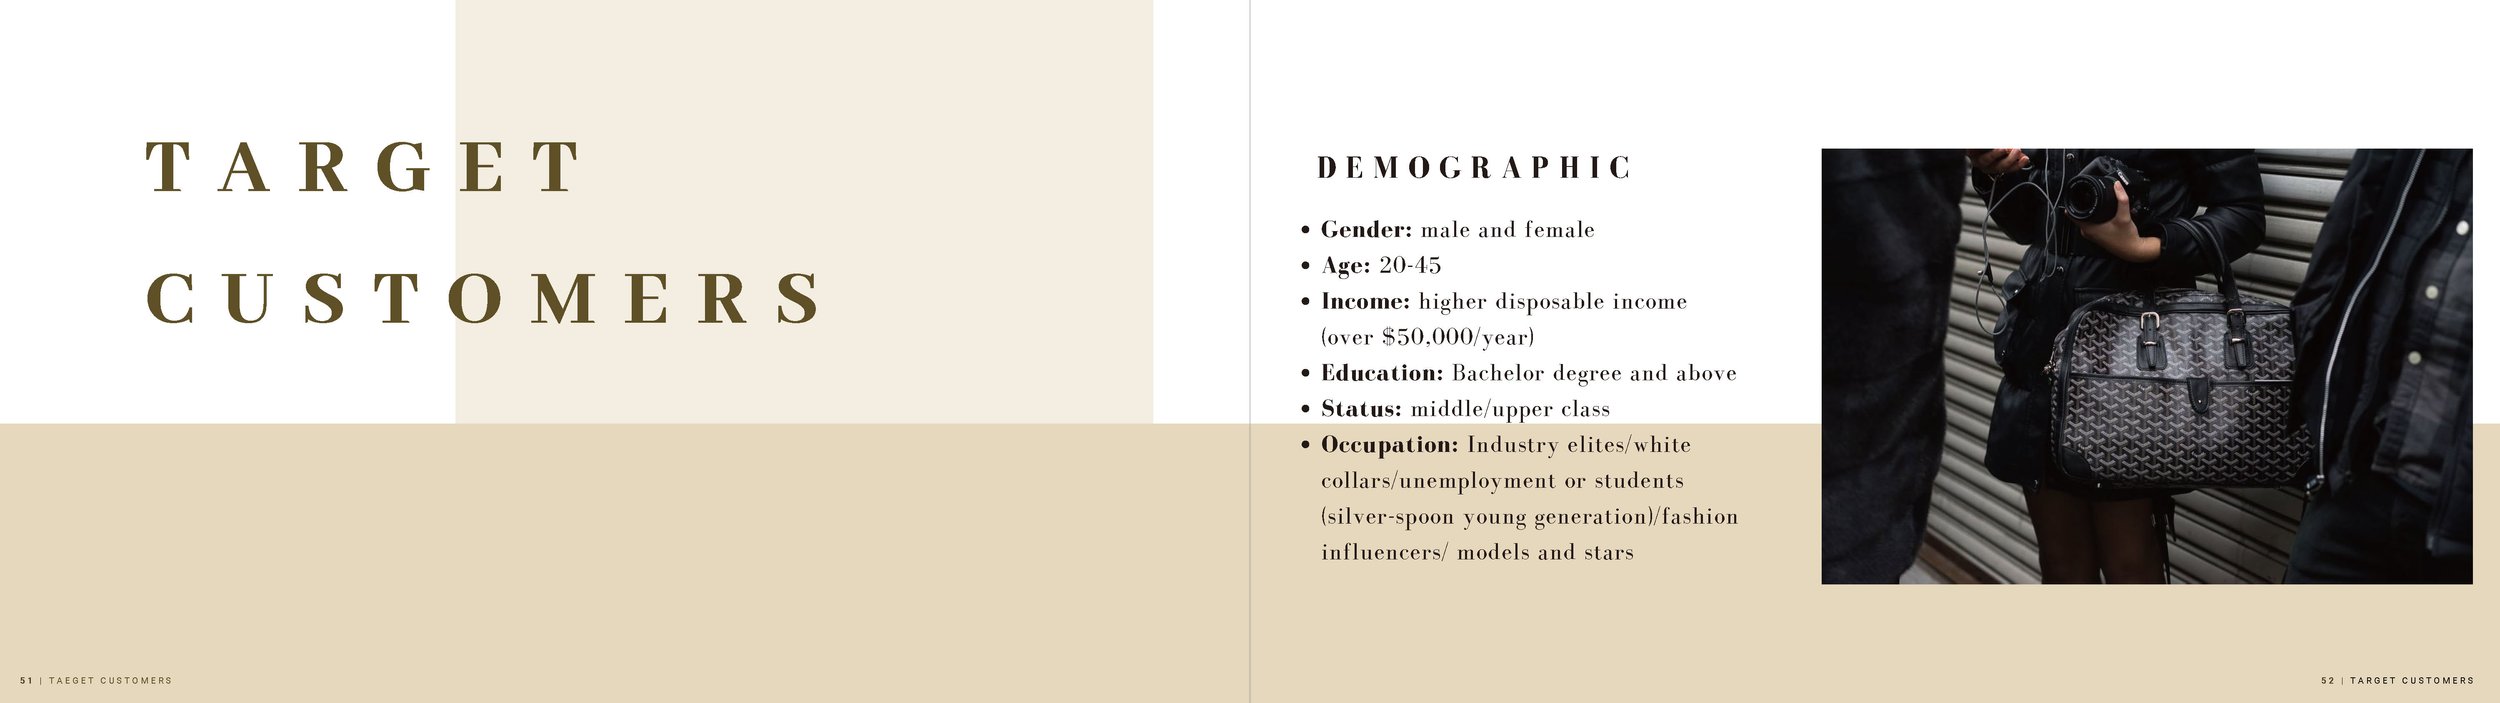 TARGET
CUSTOMERS
51 | TAEGET CUSTOMERS
DEMOGRAPHIC
• Gender: male and female
• Age: 20-45
• Income: higher disposable income
(over $50,000/year)
• Education: Bachelor degree and above
• Status: middle/upper class
• Occupation: Industry elites/white
collars/unemployment or students
(silver-spoon young generation)/fashion
influencers/ models and stars
52 | TARGET CUSTOMERS